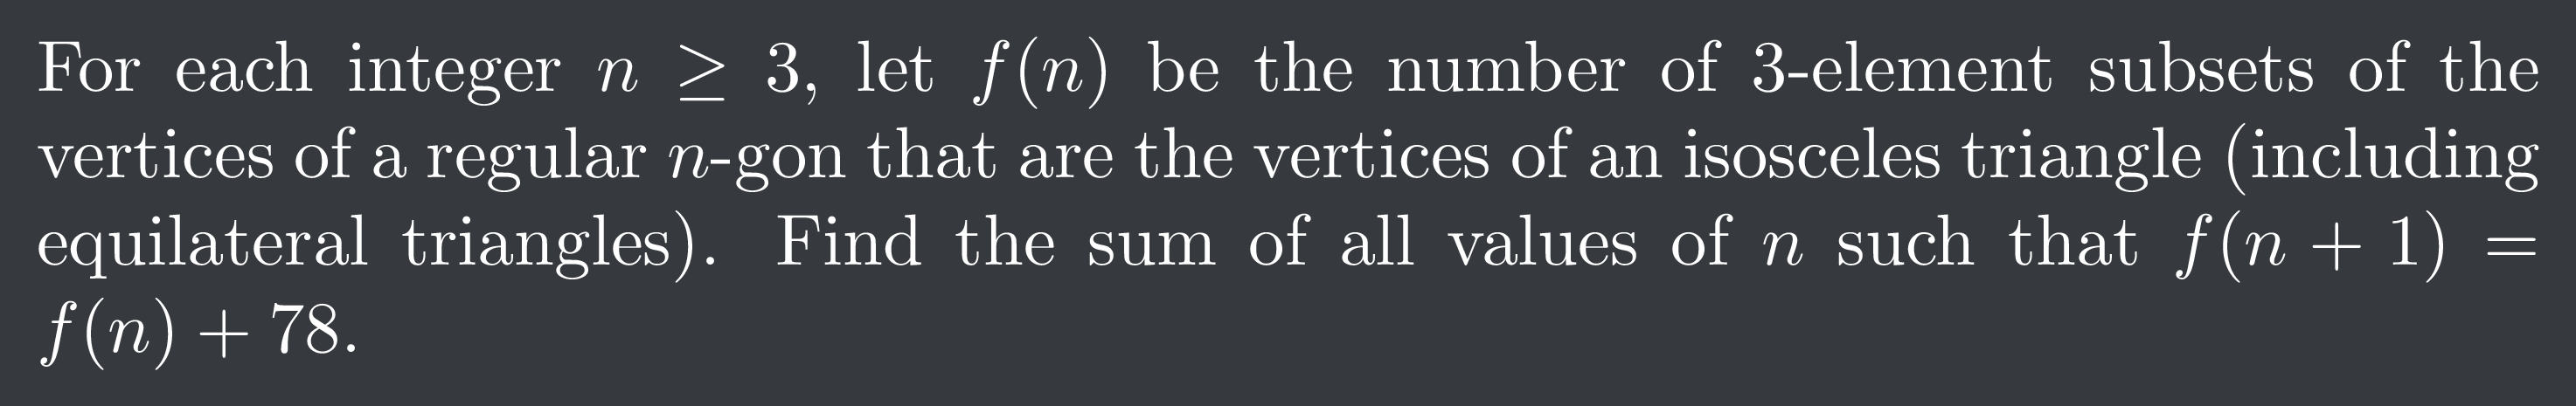 For each integer n ≥ 3, let f(n) be the number of 3-element subsets of the
vertices of a regular n-gon that are the vertices of an isosceles triangle (including
equilateral triangles). Find the sum of all values of n such that f(n + 1) =
f(n) + 78.